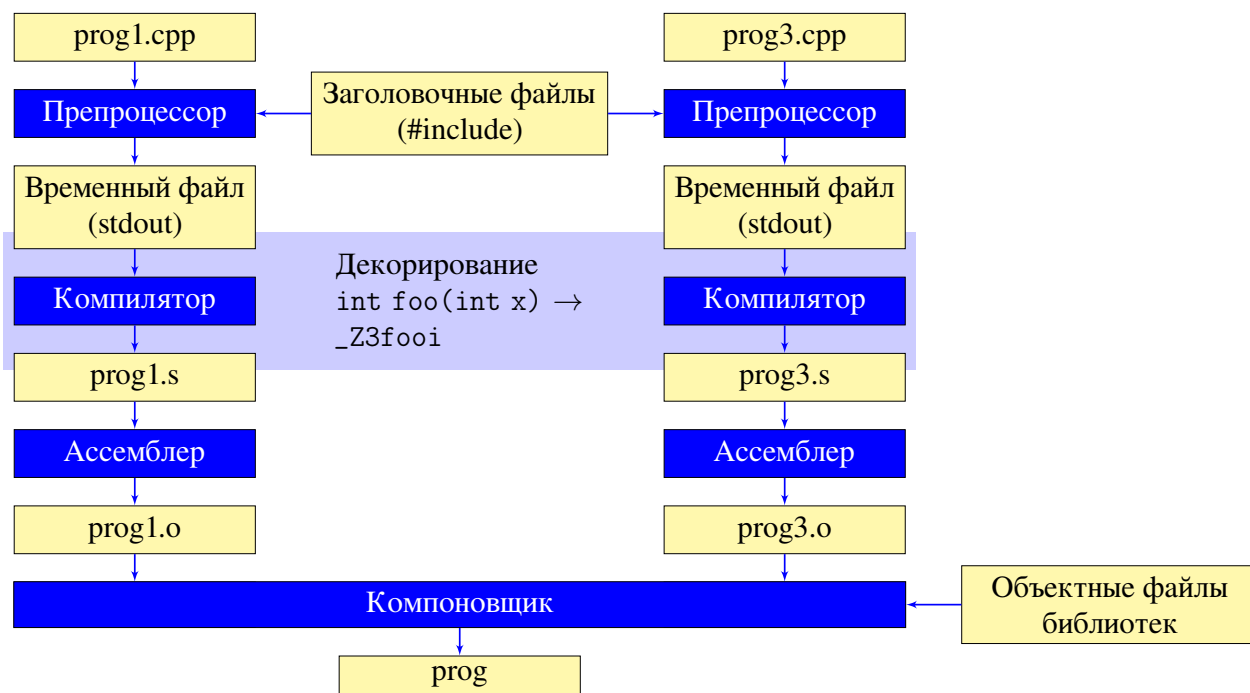 prog1.cpp
prog3.cpp
Заголовочные файлы
(#include)
Препроцессор
Препроцессор
Временный файл
(stdout)
Временный файл
(stdout)
Декорирование
int foo(int x) →
_Z3fooi
Компилятор
Компилятор
prog1.s
prog3.s
Ассемблер
Ассемблер
prog1.o
prog3.o
Компоновщик
Объектные файлы
библиотек
prog